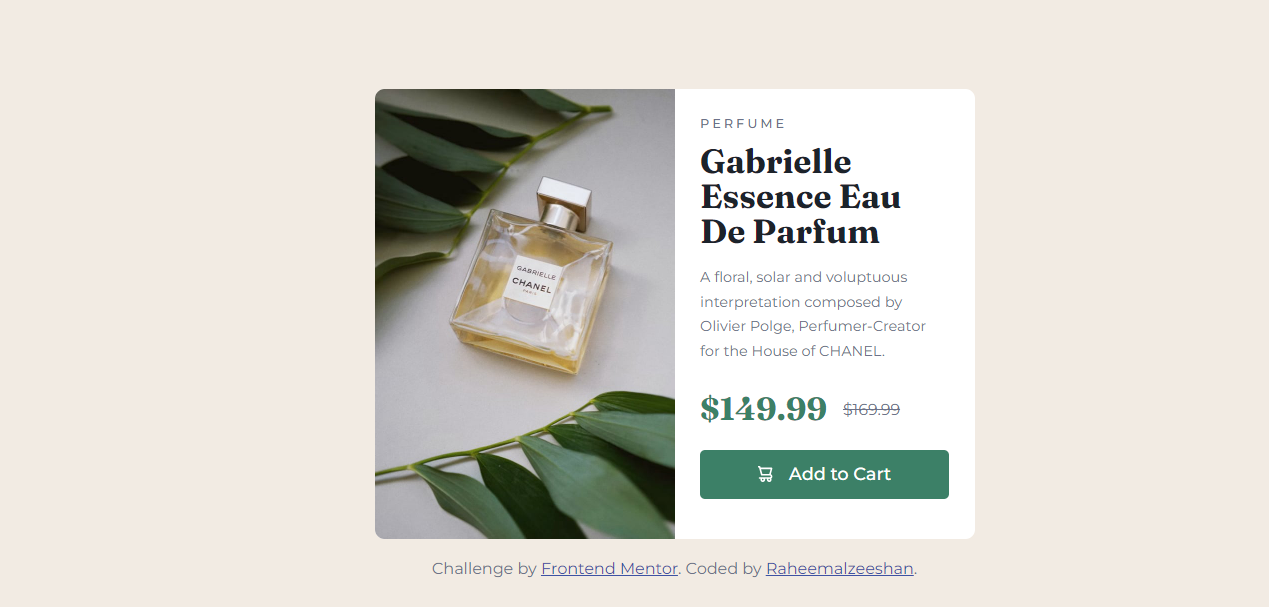 GABRIELLE
CHANEL
PARIS
PERFUME
Gabrielle
Essence Eau
De Parfum
A floral, solar and voluptuous
interpretation composed by
Olivier Polge, Perfumer-Creator
for the House of CHANEL.
$149.99 $169.99
Add to Cart
Challenge by Frontend Mentor. Coded by Raheemalzeeshan.